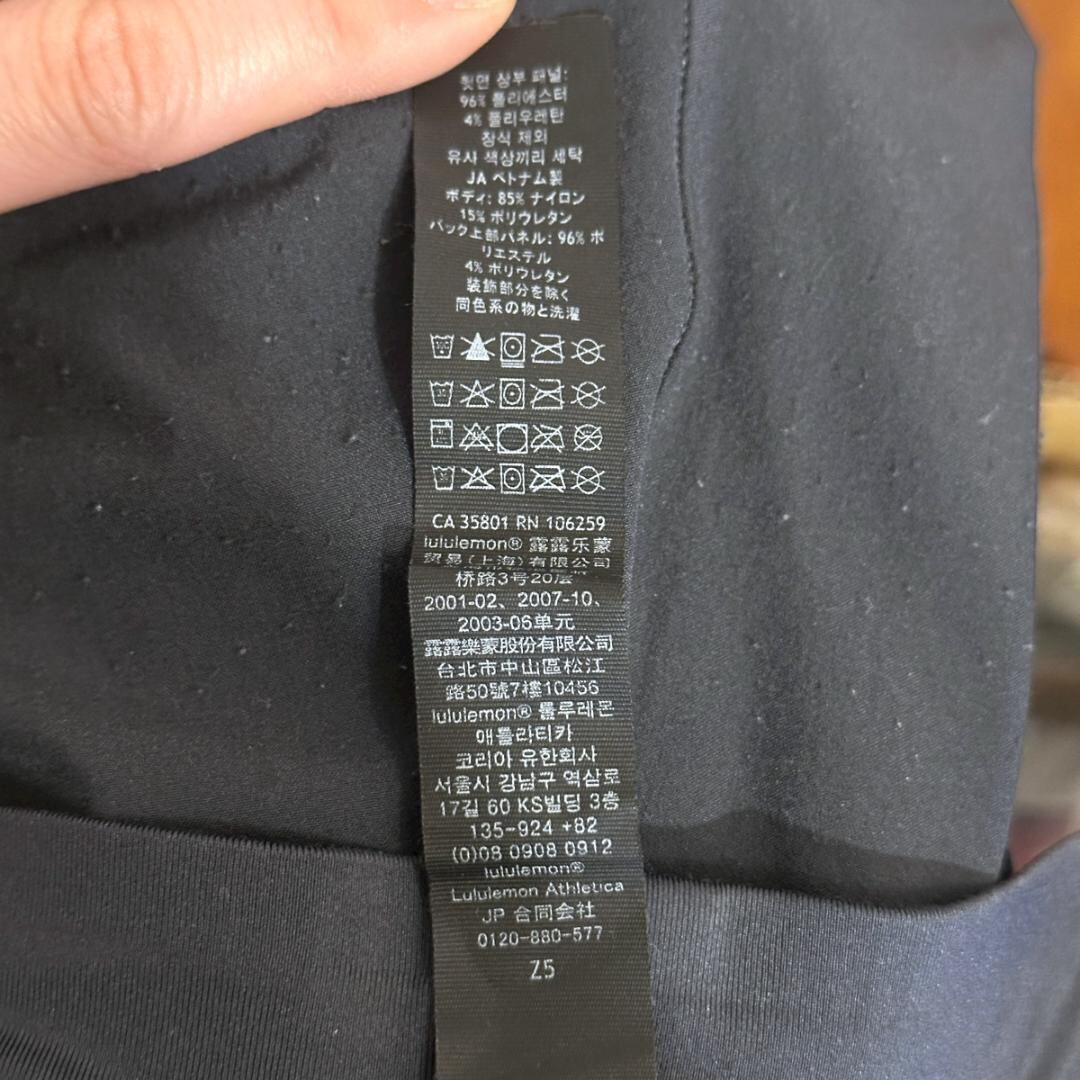 뒷면 상부 패널:
96% 폴리에스터
4% 폴리우레탄
장식 제외
유사 색상끼리 세탁
JA ベトナム製
ボディ: 85% ナイロン
15% ポリウレタン
バック上部パネル: 96% ポ
リエステル
4% ポリウレタン
装飾部分を除く
同色系の物と洗濯
CA 35801 RN 106259
lululemon® 露露乐蒙
贸易(上海)有限公司
桥路3号20层
2001-02、2007-10、
2003-06单元
露露樂蒙股份有限公司
台北市中山區松江
路50號7樓10456
lululemon® 룰루레몬
애틀라티카
코리아 유한회사
서울시 강남구 역삼로
17길 60 KS빌딩 3층
135-924 +82
(0)08 0908 0912
lululemon®
Lululemon Athletica
JP 合同会社
0120-880-577
Z5